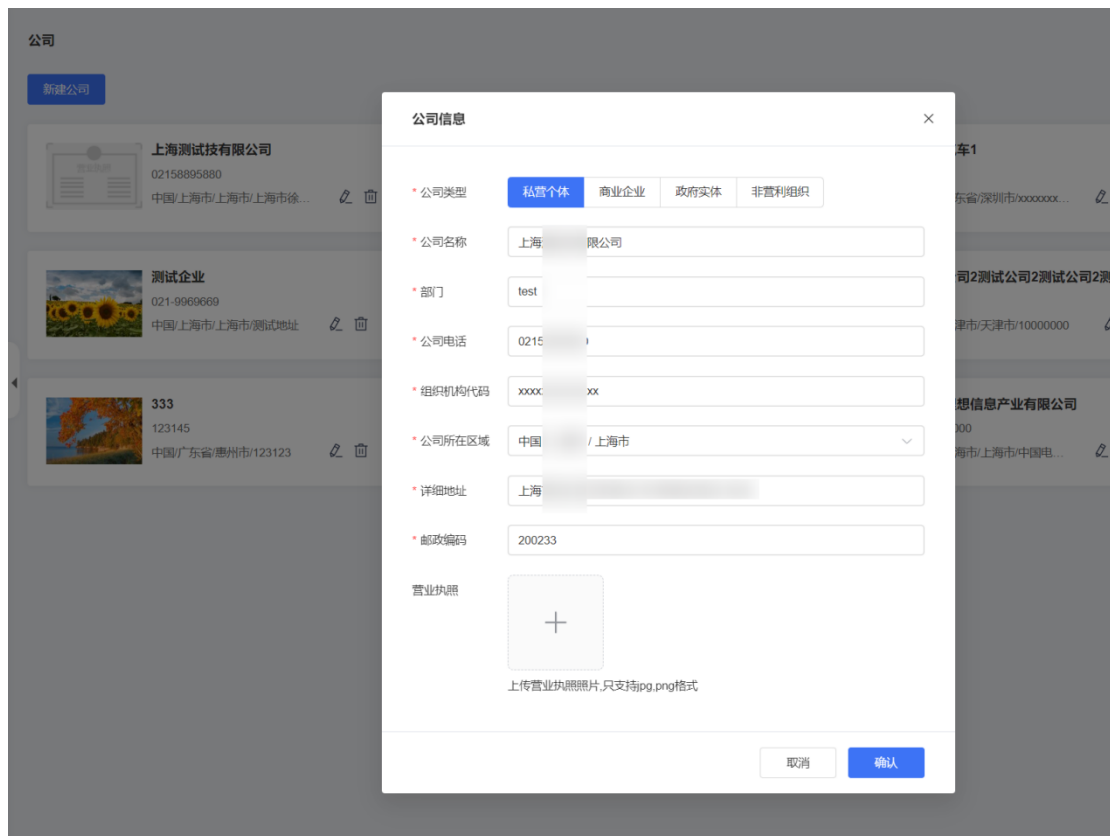 公司
新建公司
上海测试技有限公司
02158895880
中国/上海市/上海市/上海市徐...
测试企业
021-9969669
中国/上海市/上海市/测试地址
333
123145
中国/广东省/惠州市/123123
公司信息
* 公司类型
私营个体 商业企业 政府实体 非营利组织
* 公司名称
上海 限公司
* 部门
test
* 公司电话
0215
* 组织机构代码
xxxx xx
* 公司所在区域
中国 / 上海市
* 详细地址
上海
* 邮政编码
200233
营业执照
上传营业执照照片,只支持jpg,png格式
取消 确认
车1
东省/深圳市/xxxxxxx...
司2测试公司2测试公司2测
津市/天津市/10000000
想信息产业有限公司
000
海市/上海市/中国电...